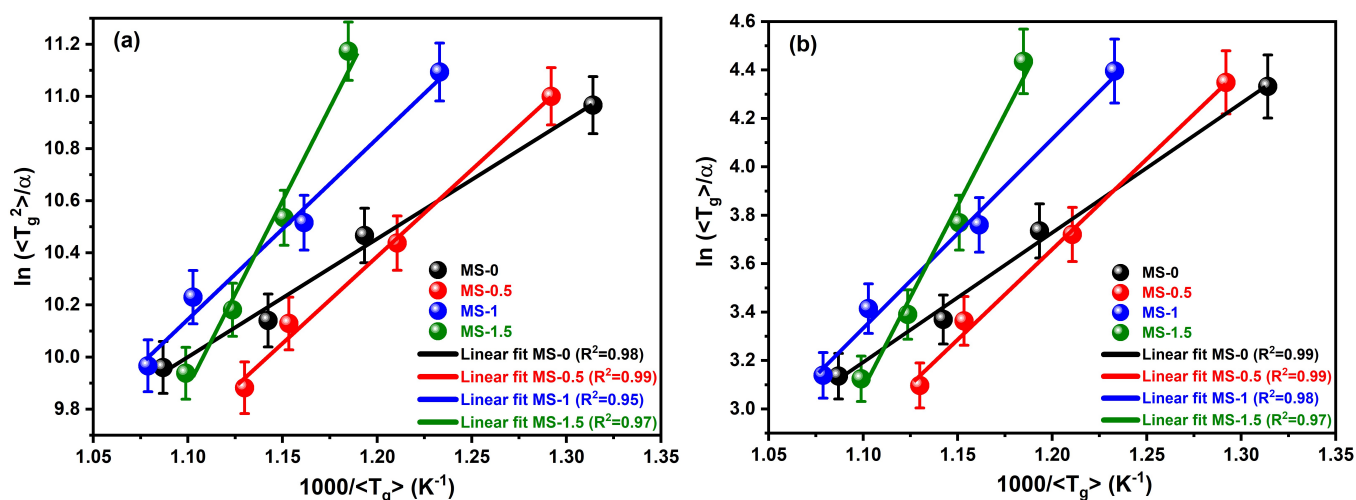 (a)
ln (<T_g^2>/α)
11.2
11.0
10.8
10.6
10.4
10.2
10.0
9.8
MS-0
MS-0.5
MS-1
MS-1.5
Linear fit MS-0 (R²=0.98)
Linear fit MS-0.5 (R²=0.99)
Linear fit MS-1 (R²=0.95)
Linear fit MS-1.5 (R²=0.97)
1.05 1.10 1.15 1.20 1.25 1.30 1.35
1000/<T_g> (K⁻¹)
(b)
ln (<T_g>/α)
4.6
4.4
4.2
4.0
3.8
3.6
3.4
3.2
3.0
MS-0
MS-0.5
MS-1
MS-1.5
Linear fit MS-0 (R²=0.99)
Linear fit MS-0.5 (R²=0.99)
Linear fit MS-1 (R²=0.98)
Linear fit MS-1.5 (R²=0.97)
1.05 1.10 1.15 1.20 1.25 1.30 1.35
1000/<T_g> (K⁻¹)